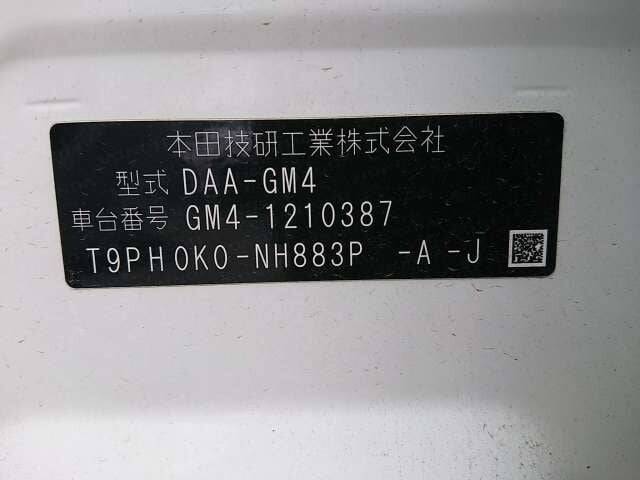 本田技研工業株式会社
型式 DAA-GM4
車台番号 GM4-1210387
T9PH0K0-NH883P -A -J